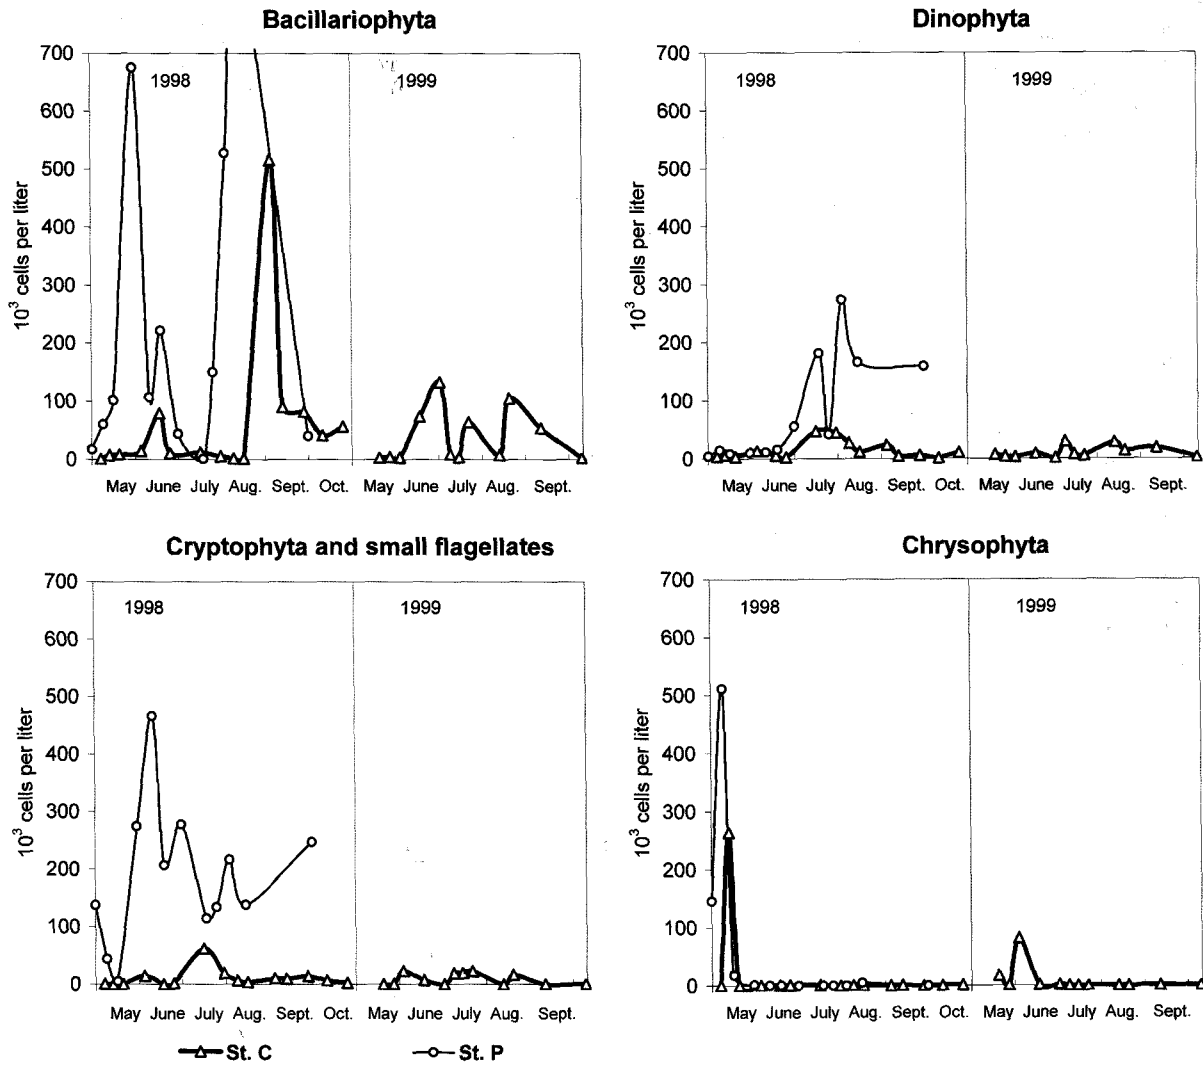 Bacillariophyta
700
600
500
400
300
200
100
0
10³ cells per liter
1998
1999
May June July Aug. Sept. Oct. May June July Aug. Sept.
Dinophyta
700
600
500
400
300
200
100
0
10³ cells per liter
1998
1999
May June July Aug. Sept. Oct. May June July Aug. Sept.
Cryptophyta and small flagellates
700
600
500
400
300
200
100
0
10³ cells per liter
1998
1999
May June July Aug. Sept. Oct. May June July Aug. Sept.
Chrysophyta
700
600
500
400
300
200
100
0
10³ cells per liter
1998
1999
May June July Aug. Sept. Oct. May June July Aug. Sept.
St. C
St. P